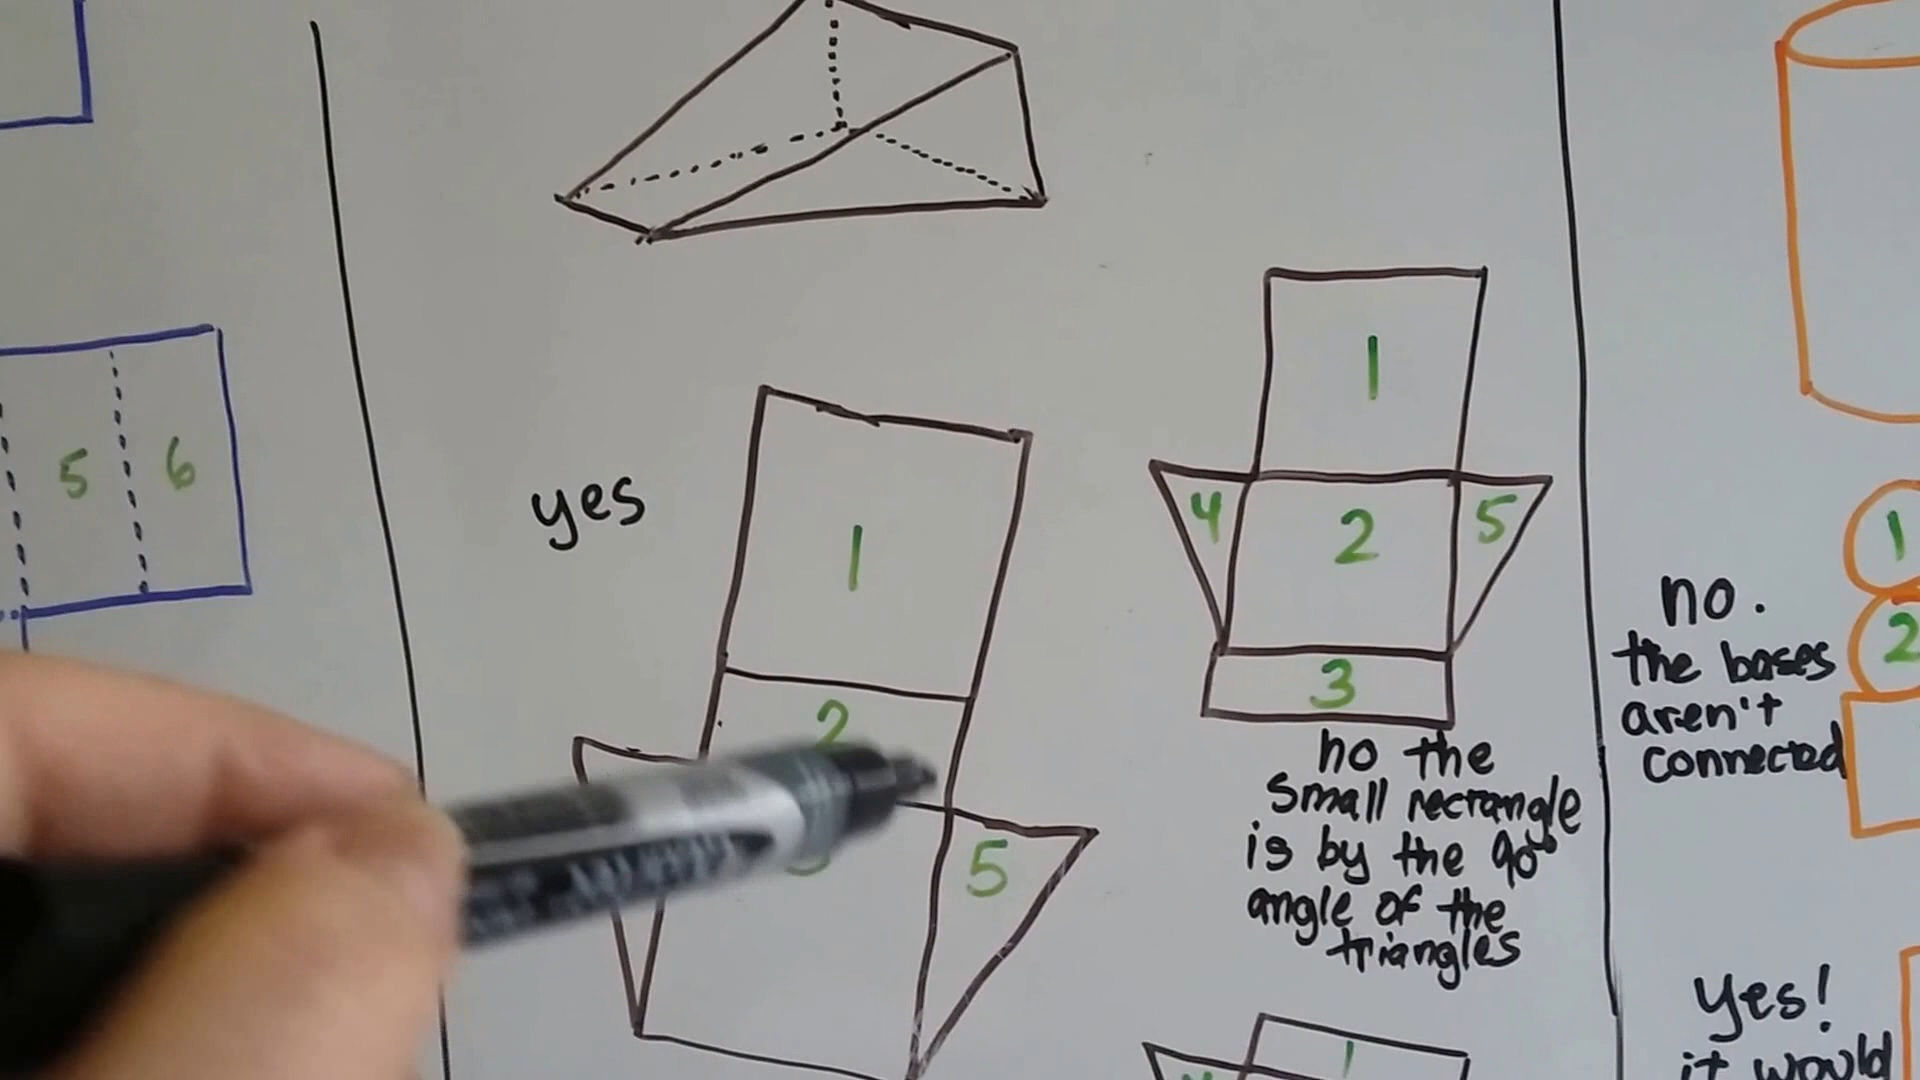 5 6
yes
1
2
5
1
4 2 5
3
no the
small rectangle
is by the 90°
angle of the
triangles
1
1
2
no.
the bases
aren't
connected
yes!
it would